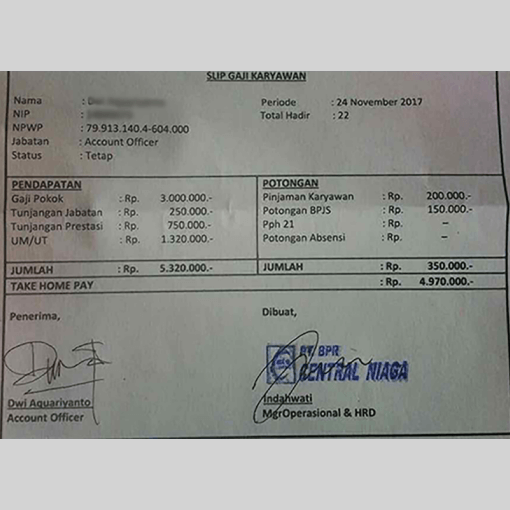 SLIP GAJI KARYAWAN
Nama :
NIP :
NPWP : 79.913.140.4-604.000
Jabatan : Account Officer
Status : Tetap
Periode : 24 November 2017
Total Hadir : 22
PENDAPATAN
Gaji Pokok : Rp. 3.000.000.-
Tunjangan Jabatan : Rp. 250.000.-
Tunjangan Prestasi : Rp. 750.000.-
UM/UT : Rp. 1.320.000.-
JUMLAH : Rp. 5.320.000.-
POTONGAN
Pinjaman Karyawan : Rp. 200.000.-
Potongan BPJS : Rp. 150.000.-
Pph 21 : Rp. –
Potongan Absensi : Rp. –
JUMLAH : Rp. 350.000.-
TAKE HOME PAY : Rp. 4.970.000.-
Penerima,
Dwi Aquariyanto
Account Officer
Dibuat,
PT. BPR
CENTRAL NIAGA
Indahwati
MgrOperasional & HRD